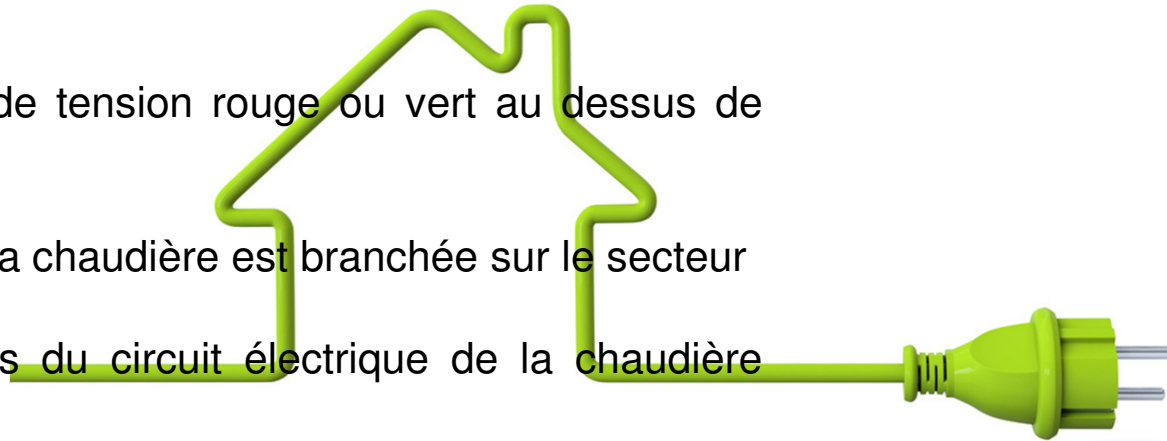 de tension rouge ou vert au dessus de
a chaudière est branchée sur le secteur
s du circuit électrique de la chaudière